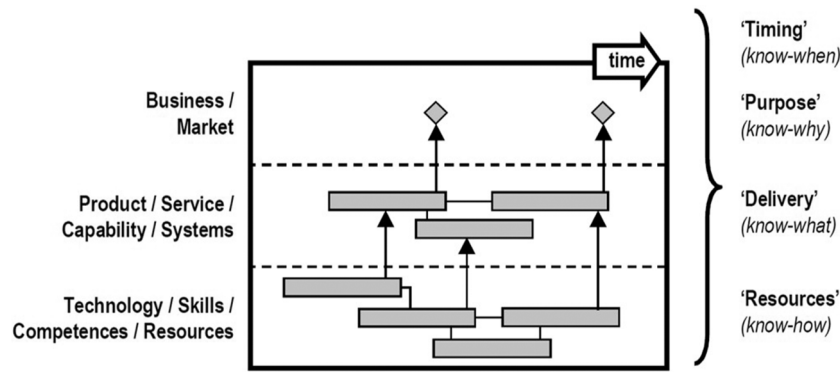 time
Business /
Market
Product / Service /
Capability / Systems
Technology / Skills /
Competences / Resources
‘Timing’
(know-when)
‘Purpose’
(know-why)
‘Delivery’
(know-what)
‘Resources’
(know-how)